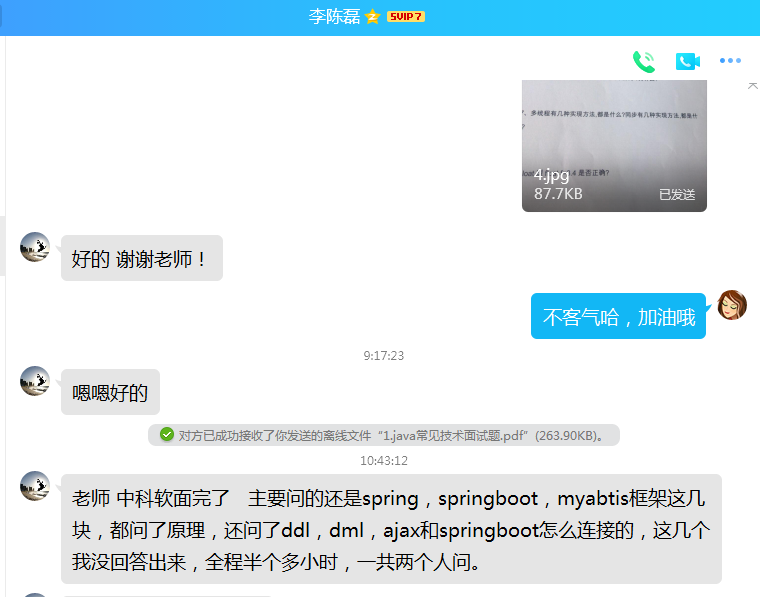 李陈磊 SVIP7
7、多线程有几种实现方法,都是什么?同步有几种实现方法,都是什
?
.4 是否正确?
4.jpg
87.7KB 已发送
好的 谢谢老师！
不客气哈，加油哦
9:17:23
嗯嗯好的
对方已成功接收了你发送的离线文件“1.java常见技术面试题.pdf”(263.90KB)。
10:43:12
老师 中科软面完了 主要问的还是spring，springboot，myabtis框架这几
块，都问了原理，还问了ddl，dml，ajax和springboot怎么连接的，这几个
我没回答出来，全程半个多小时，一共两个人问。